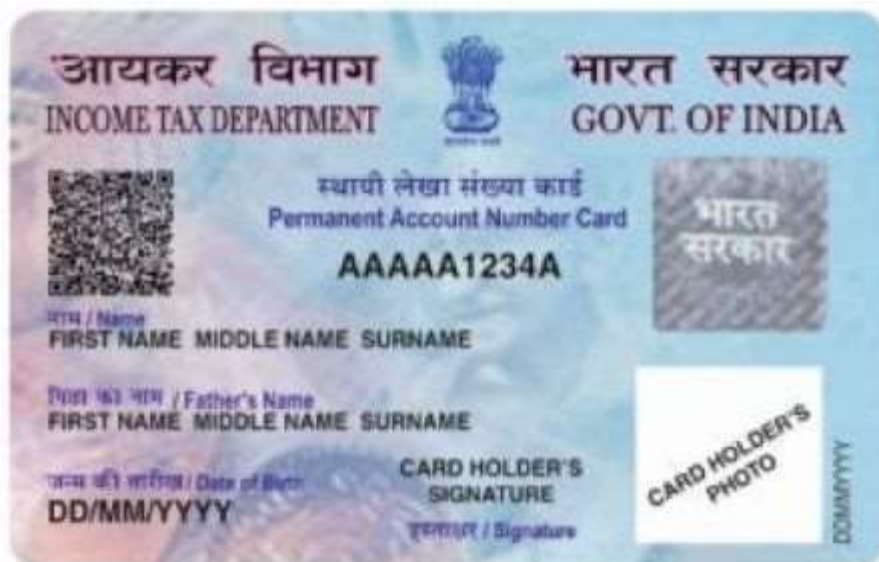 आयकर विभाग
INCOME TAX DEPARTMENT
भारत सरकार
GOVT. OF INDIA
स्थायी लेखा संख्या कार्ड
Permanent Account Number Card
AAAAA1234A
भारत
सरकार
नाम / Name
FIRST NAME MIDDLE NAME SURNAME
पिता का नाम / Father's Name
FIRST NAME MIDDLE NAME SURNAME
जन्म की तारीख / Date of Birth
DD/MM/YYYY
CARD HOLDER'S
SIGNATURE
हस्ताक्षर / Signature
CARD HOLDER'S
PHOTO
DDMMYYYY